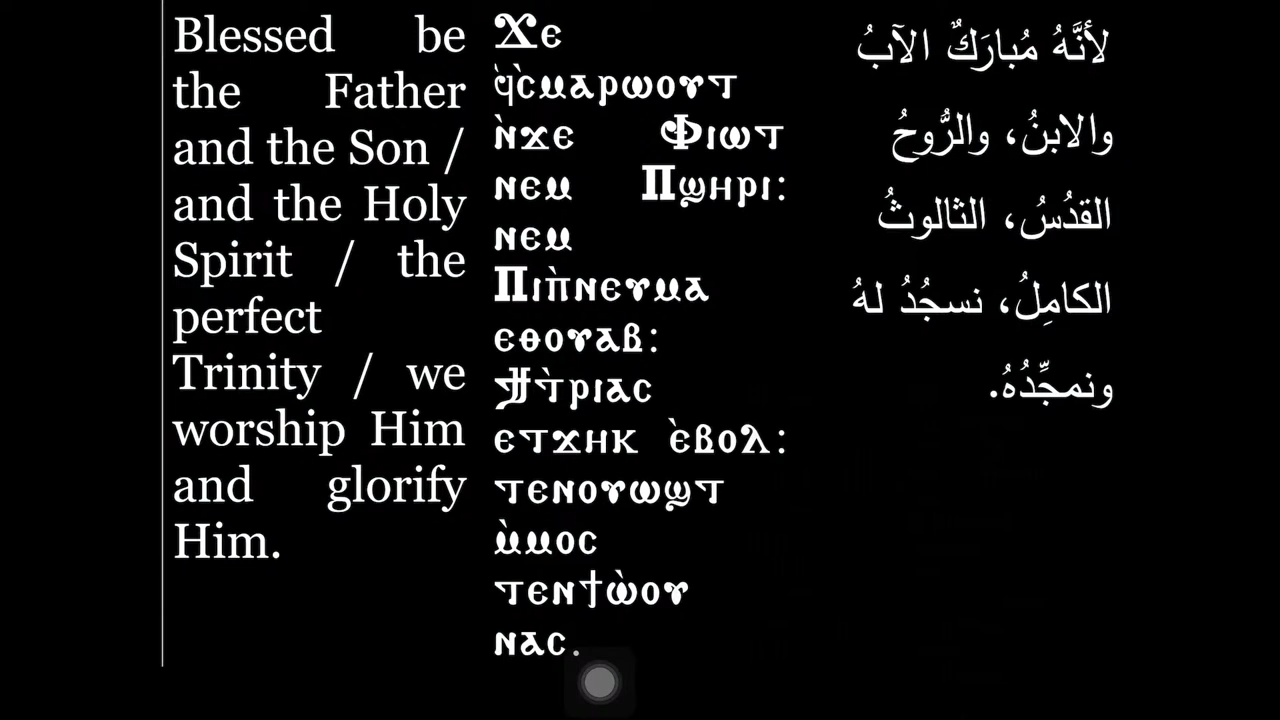 Blessed be
the Father
and the Son /
and the Holy
Spirit / the
perfect
Trinity / we
worship Him
and glorify
Him.
Ϫⲉ
ϥ̀ⲥ̀ⲙⲁⲣⲱⲟⲩⲧ
ⲛ̀ϫⲉ Ⲫⲓⲱⲧ
ⲛⲉⲙ Ⲡϣⲏⲣⲓ:
ⲛⲉⲙ
Ⲡⲓⲡ̀ⲛⲉⲩⲙⲁ
ⲉⲑⲟⲩⲁⲃ:
Ϯⲧ̀ⲣⲓⲁⲥ
ⲉⲧϫⲏⲕ ⲉ̀ⲃⲟⲗ:
ⲧⲉⲛⲟⲩⲱϣⲧ
ⲙ̀ⲙⲟⲥ
ⲧⲉⲛϯⲱ̀ⲟⲩ
ⲛⲁⲥ.
لأنَّهُ مُبارَكٌ الآبُ
والابنُ، والرُّوحُ
القدُسُ، الثالوثُ
الكامِلُ، نسجُدُ لهُ
ونمجِّدُهُ.